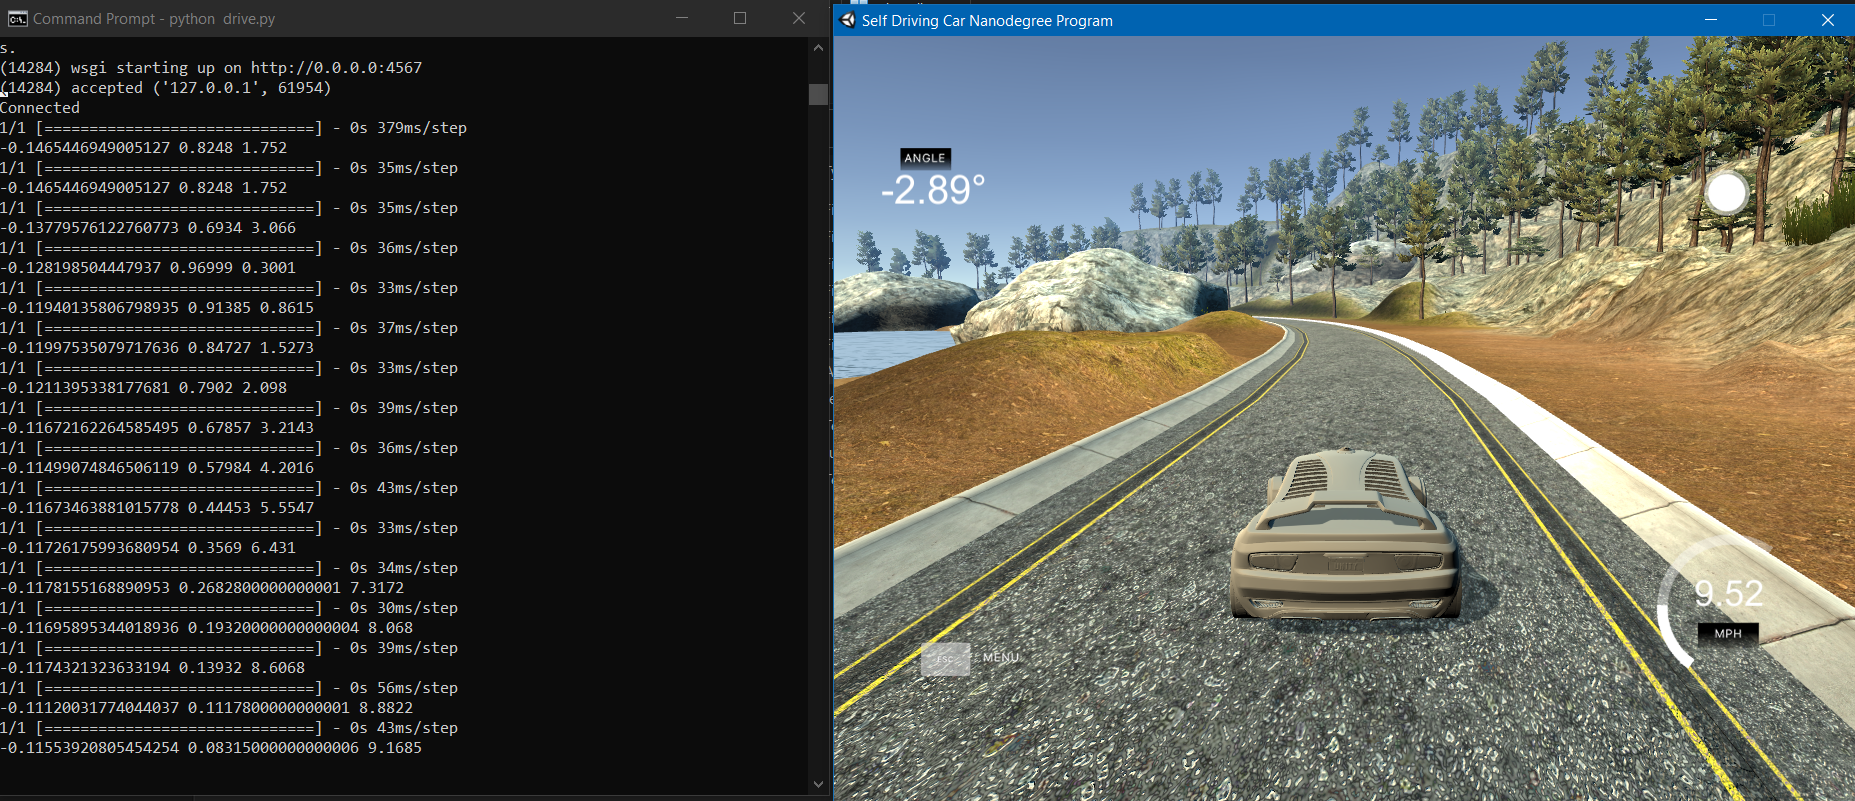 Command Prompt - python  drive.py
s.
(14284) wsgi starting up on http://0.0.0.0:4567
(14284) accepted ('127.0.0.1', 61954)
Connected
1/1 [==============================] - 0s 379ms/step
-0.1465446949005127 0.8248 1.752
1/1 [==============================] - 0s 35ms/step
-0.1465446949005127 0.8248 1.752
1/1 [==============================] - 0s 35ms/step
-0.13779576122760773 0.6934 3.066
1/1 [==============================] - 0s 36ms/step
-0.128198504447937 0.96999 0.3001
1/1 [==============================] - 0s 33ms/step
-0.11940135806798935 0.91385 0.8615
1/1 [==============================] - 0s 37ms/step
-0.11997535079717636 0.84727 1.5273
1/1 [==============================] - 0s 33ms/step
-0.1211395338177681 0.7902 2.098
1/1 [==============================] - 0s 39ms/step
-0.11672162264585495 0.67857 3.2143
1/1 [==============================] - 0s 36ms/step
-0.11499074846506119 0.57984 4.2016
1/1 [==============================] - 0s 43ms/step
-0.11673463881015778 0.44453 5.5547
1/1 [==============================] - 0s 33ms/step
-0.11726175993680954 0.3569 6.431
1/1 [==============================] - 0s 34ms/step
-0.1178155168890953 0.2682800000000001 7.3172
1/1 [==============================] - 0s 30ms/step
-0.11695895344018936 0.19320000000000004 8.068
1/1 [==============================] - 0s 39ms/step
-0.1174321323633194 0.13932 8.6068
1/1 [==============================] - 0s 56ms/step
-0.11120031774044037 0.1117800000000001 8.8822
1/1 [==============================] - 0s 43ms/step
-0.11553920805454254 0.08315000000000006 9.1685
Self Driving Car Nanodegree Program
ANGLE
-2.89°
9.52
MPH
ESC MENU